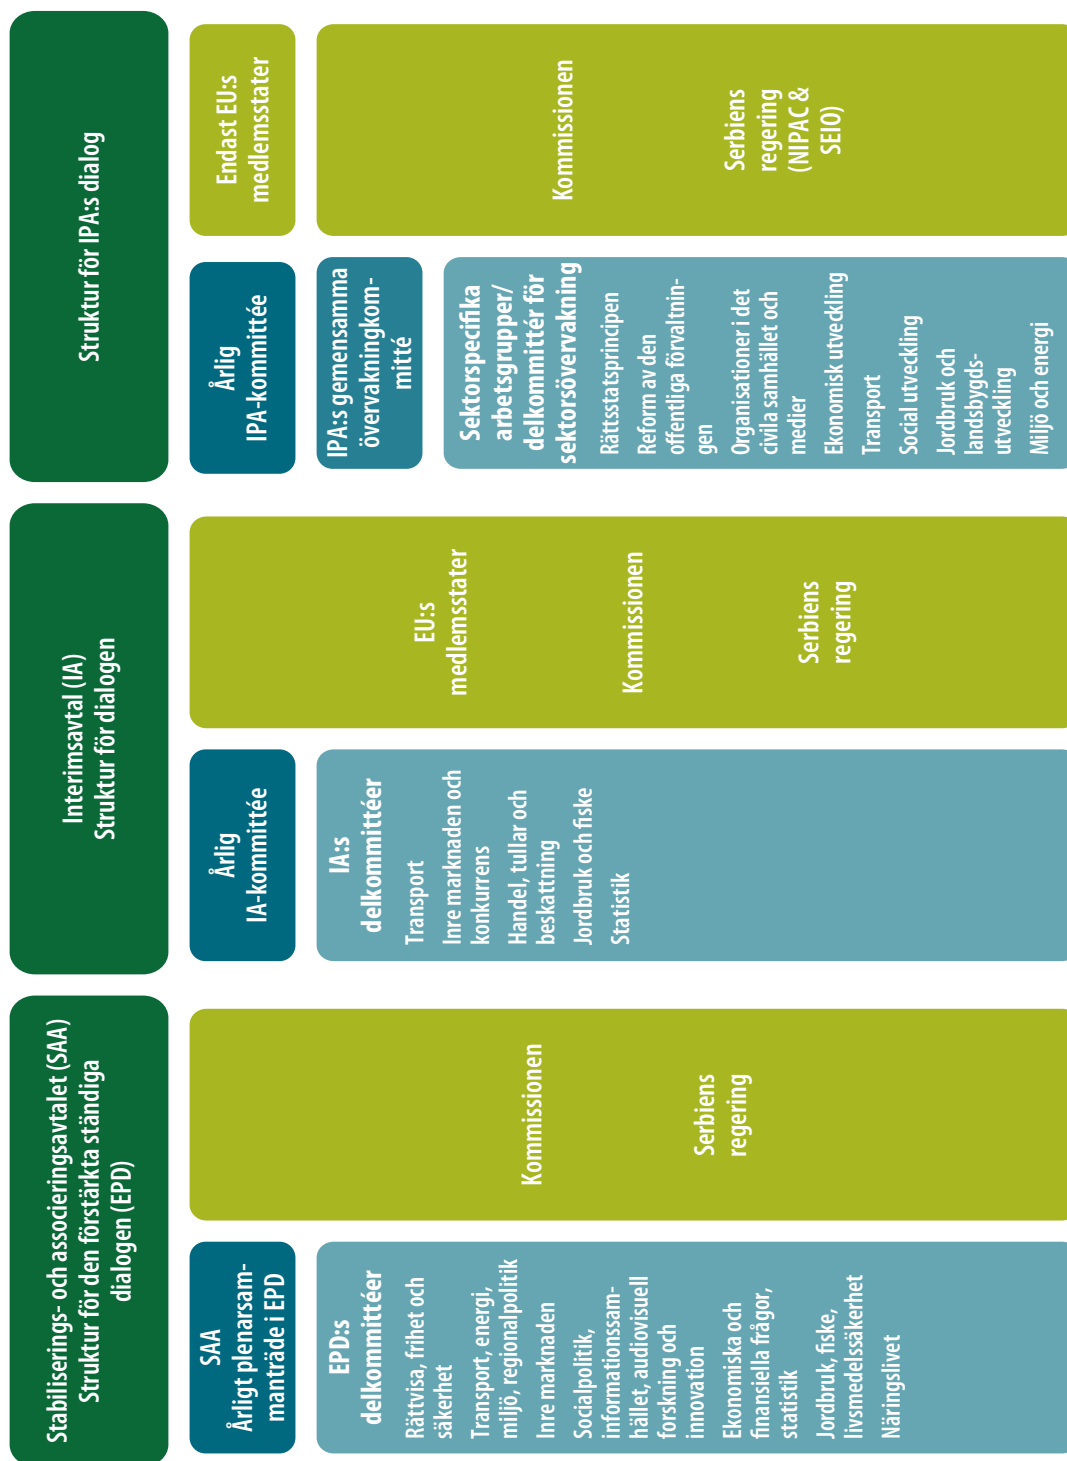 Stabiliserings- och associeringsavtalet (SAA)
Struktur för den förstärkta ständiga
dialogen (EPD)
SAA
Årligt plenarsam-
manträde i EPD
EPD:s
delkommittéer
Rättvisa, frihet och
säkerhet
Transport, energi,
miljö, regionalpolitik
Inre marknaden
Socialpolitik,
informationssam-
hället, audiovisuell
forskning och
innovation
Ekonomiska och
finansiella frågor,
statistik
Jordbruk, fiske,
livsmedelssäkerhet
Näringslivet
Kommissionen
Serbiens
regering
Interimsavtal (IA)
Struktur för dialogen
Årlig
IA-kommittée
IA:s
delkommittéer
Transport
Inre marknaden och
konkurrens
Handel, tullar och
beskattning
Jordbruk och fiske
Statistik
EU:s
medlemsstater
Kommissionen
Serbiens
regering
Struktur för IPA:s dialog
Årlig
IPA-kommittée
IPA:s gemensamma
övervakningkom-
mitté
Sektorspecifika
arbetsgrupper/
delkommittér för
sektorsövervakning
Rättsstatsprincipen
Reform av den
offentliga förvaltnin-
gen
Organisationer i det
civila samhället och
medier
Ekonomisk utveckling
Transport
Social utveckling
Jordbruk och
landsbygds-
utveckling
Miljö och energi
Endast EU:s
medlemsstater
Kommissionen
Serbiens
regering
(NIPAC &
SEIO)